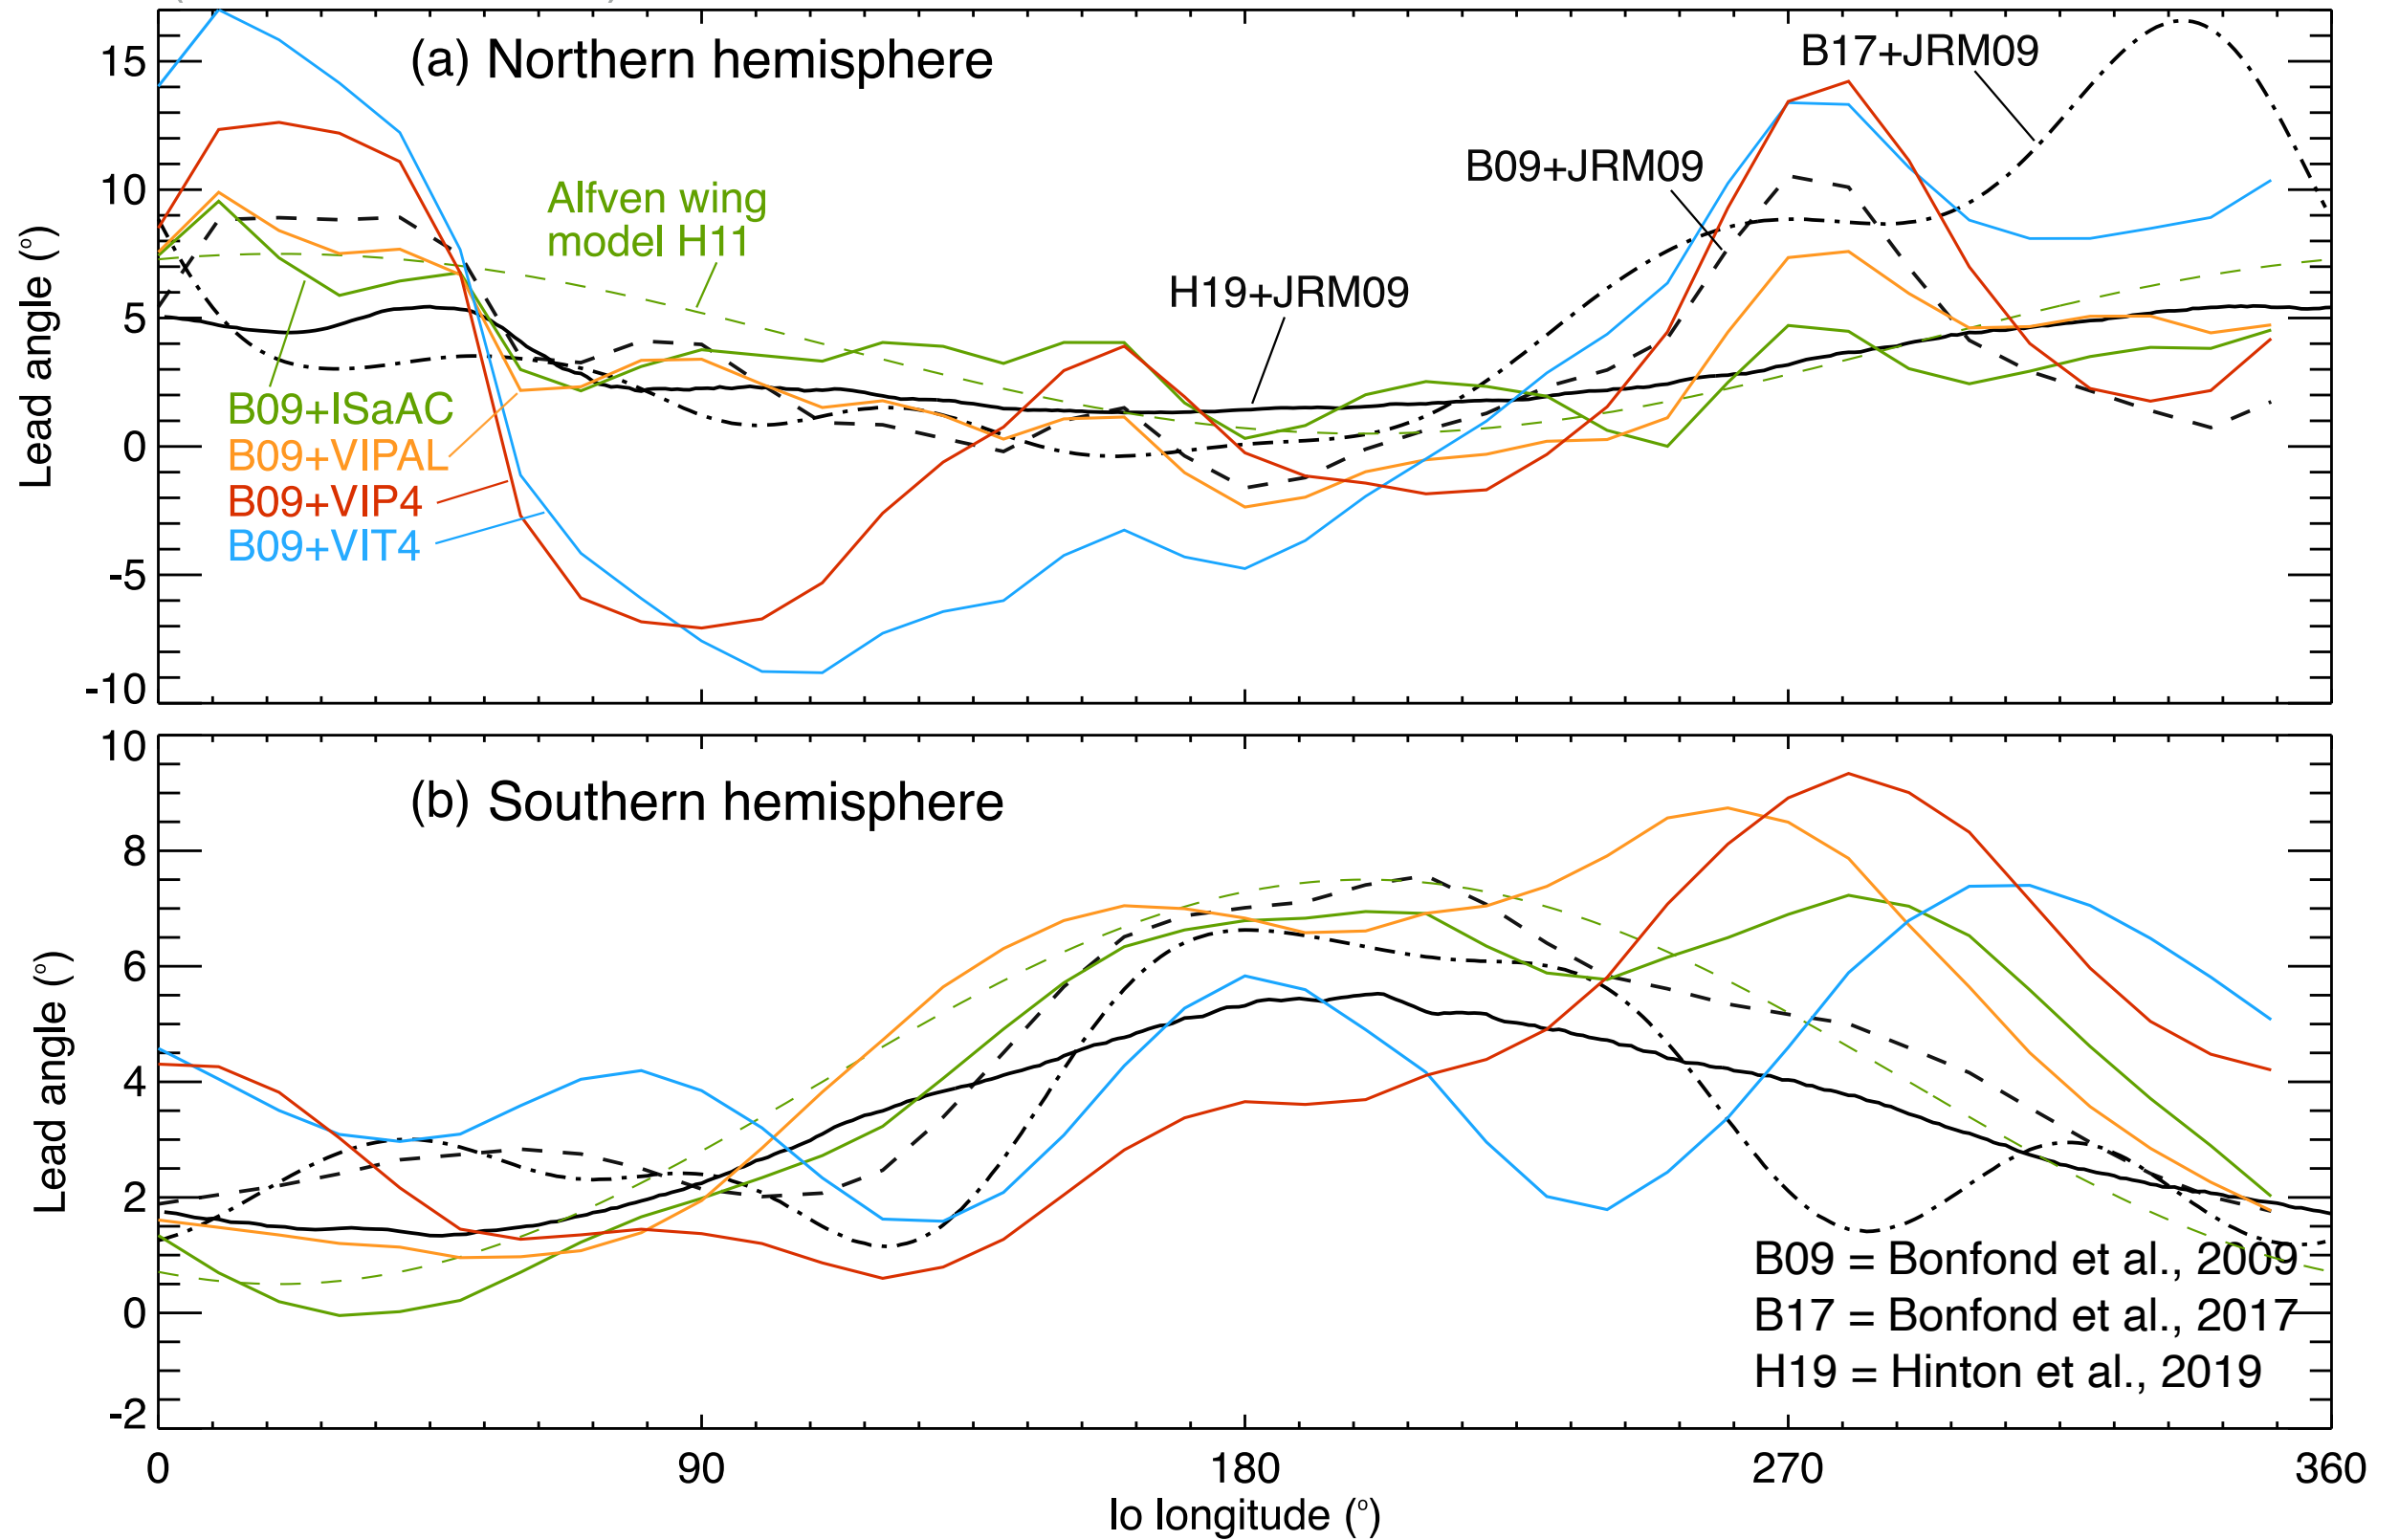 (a) Northern hemisphere
B17+JRM09
B09+JRM09
Alfven wing
model H11
H19+JRM09
B09+ISaAC
B09+VIPAL
B09+VIP4
B09+VIT4
15
10
5
0
-5
-10
Lead angle (°)
(b) Southern hemisphere
10
8
6
4
2
0
-2
Lead angle (°)
B09 = Bonfond et al., 2009
B17 = Bonfond et al., 2017
H19 = Hinton et al., 2019
0 90 180 270 360
Io longitude (°)